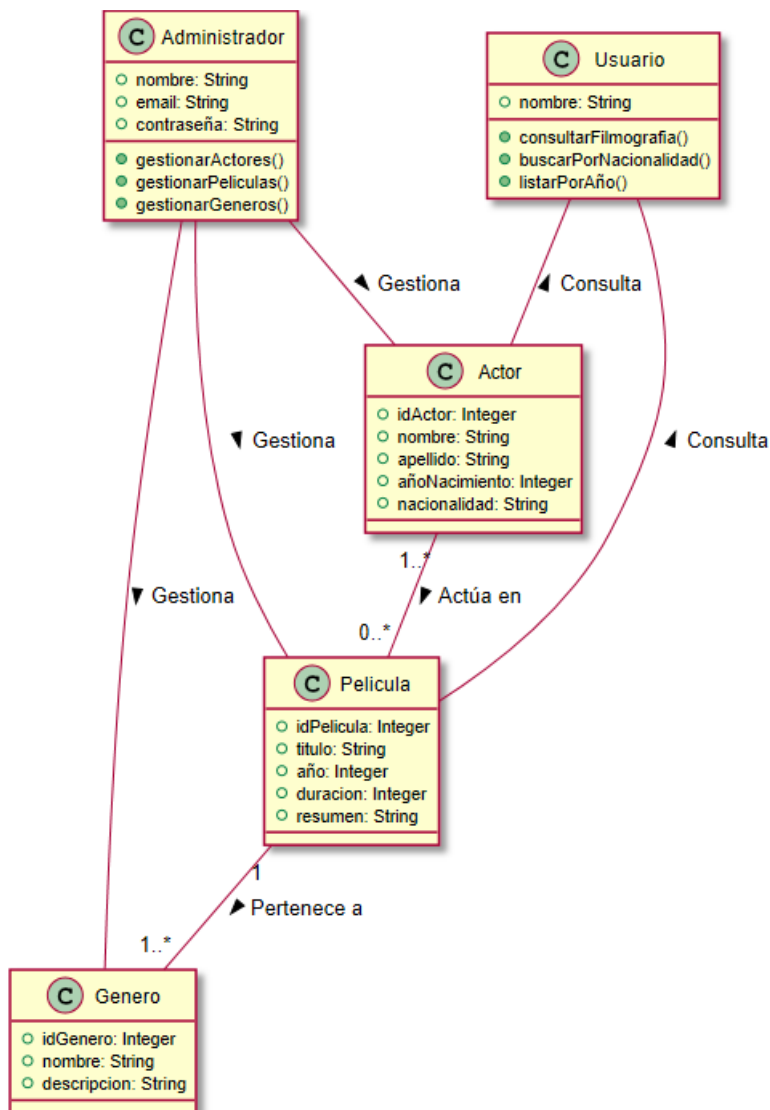 C Administrador
nombre: String
email: String
contraseña: String
gestionarActores()
gestionarPeliculas()
gestionarGeneros()
C Usuario
nombre: String
consultarFilmografia()
buscarPorNacionalidad()
listarPorAño()
Gestiona
Consulta
C Actor
idActor: Integer
nombre: String
apellido: String
añoNacimiento: Integer
nacionalidad: String
Gestiona
Consulta
1..*
Gestiona
Actúa en
0..*
C Pelicula
idPelicula: Integer
titulo: String
año: Integer
duracion: Integer
resumen: String
1
Pertenece a
1..*
C Genero
idGenero: Integer
nombre: String
descripcion: String